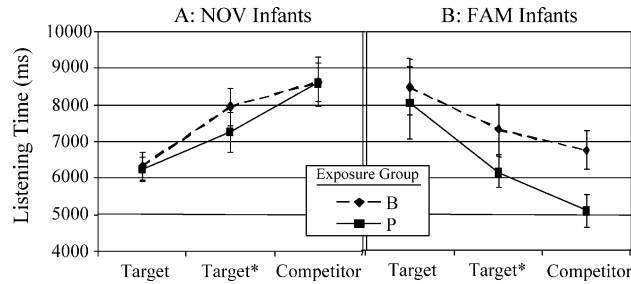 A: NOV Infants
B: FAM Infants
Listening Time (ms)
10000
9000
8000
7000
6000
5000
4000
Exposure Group
B
P
Target Target* Competitor
Target Target* Competitor